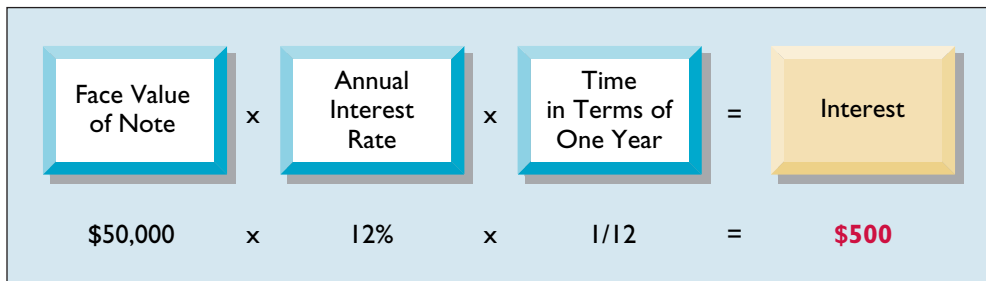 Face Value
of Note
x
Annual
Interest
Rate
x
Time
in Terms of
One Year
=
Interest
$50,000 x 12% x 1/12 = $500